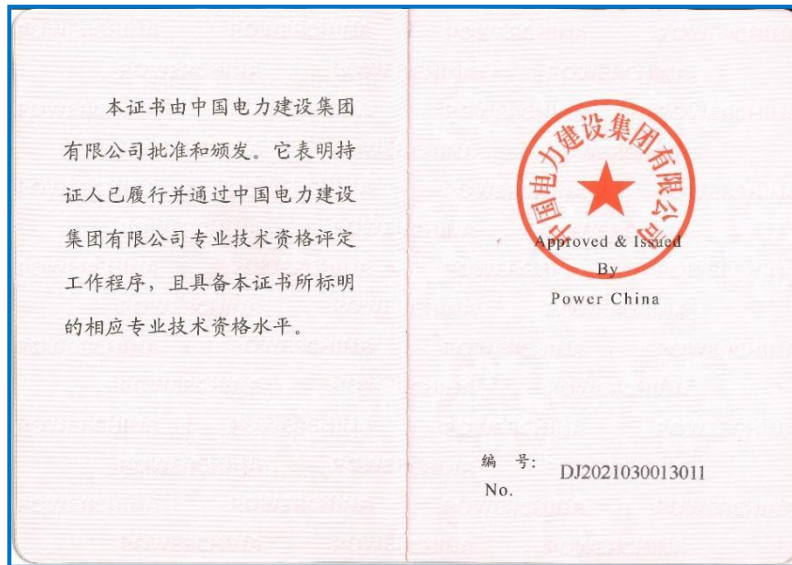 本证书由中国电力建设集团
有限公司批准和颁发。它表明持
证人已履行并通过中国电力建设
集团有限公司专业技术资格评定
工作程序，且具备本证书所标明
的相应专业技术资格水平。
中国电力建设集团有限公司
Approved & Issued
By
Power China
编 号：
No.
DJ2021030013011